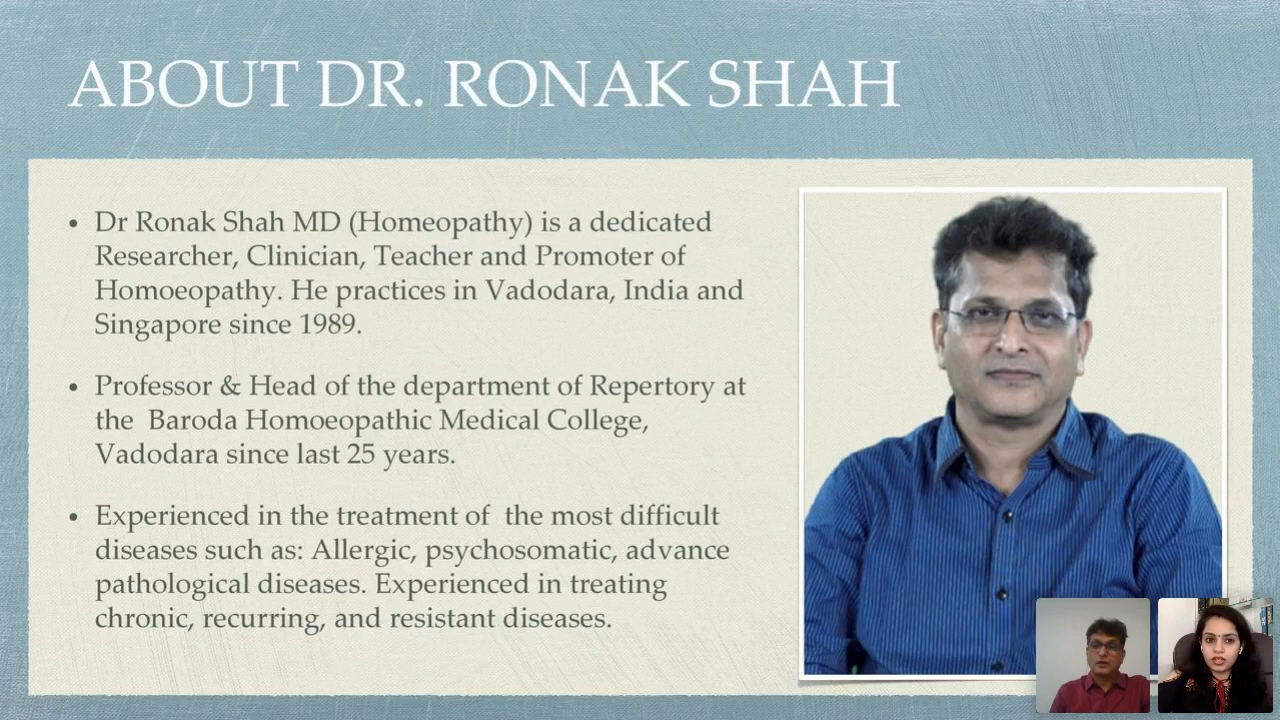 ABOUT DR. RONAK SHAH
• Dr Ronak Shah MD (Homeopathy) is a dedicated
Researcher, Clinician, Teacher and Promoter of
Homoeopathy. He practices in Vadodara, India and
Singapore since 1989.
• Professor & Head of the department of Repertory at
the  Baroda Homoeopathic Medical College,
Vadodara since last 25 years.
• Experienced in the treatment of  the most difficult
diseases such as: Allergic, psychosomatic, advance
pathological diseases. Experienced in treating
chronic, recurring, and resistant diseases.